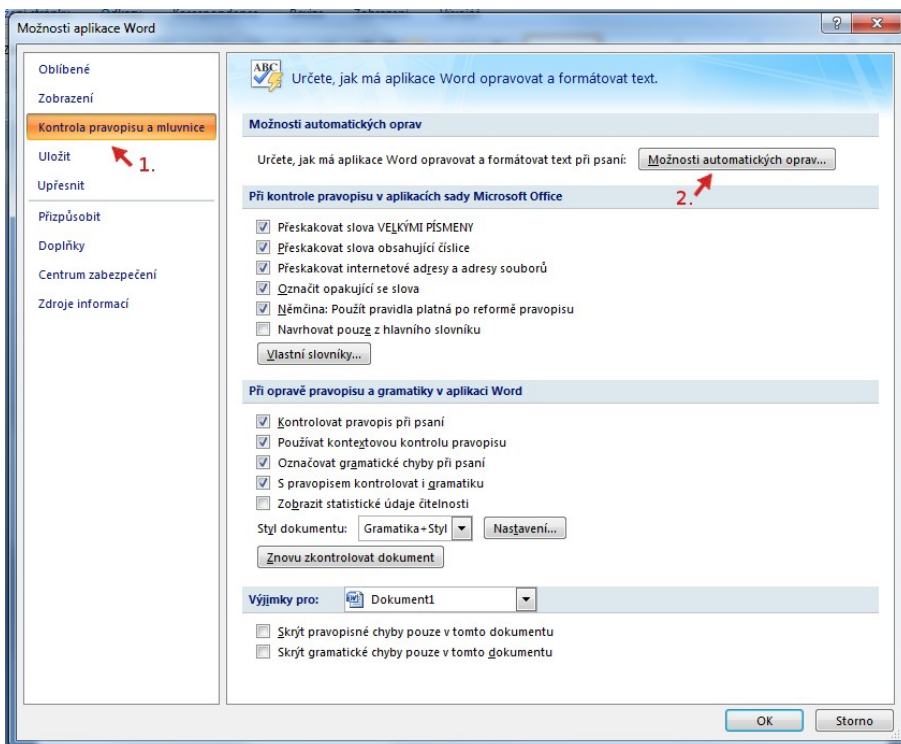 Možnosti aplikace Word
Oblíbené
Zobrazení
Kontrola pravopisu a mluvnice
1.
Uložit
Upřesnit
Přizpůsobit
Doplňky
Centrum zabezpečení
Zdroje informací
ABC
Určete, jak má aplikace Word opravovat a formátovat text.
Možnosti automatických oprav
Určete, jak má aplikace Word opravovat a formátovat text při psaní: Možnosti automatických oprav...
2.
Při kontrole pravopisu v aplikacích sady Microsoft Office
Přeskakovat slova VELKÝMI PÍSMENY
Přeskakovat slova obsahující číslice
Přeskakovat internetové adresy a adresy souborů
Označit opakující se slova
Němčina: Použít pravidla platná po reformě pravopisu
Navrhovat pouze z hlavního slovníku
Vlastní slovníky...
Při opravě pravopisu a gramatiky v aplikaci Word
Kontrolovat pravopis při psaní
Používat kontextovou kontrolu pravopisu
Označovat gramatické chyby při psaní
S pravopisem kontrolovat i gramatiku
Zobrazit statistické údaje čitelnosti
Styl dokumentu: Gramatika+Styl Nastavení...
Znovu zkontrolovat dokument
Výjimky pro: Dokument1
Skrýt pravopisné chyby pouze v tomto dokumentu
Skrýt gramatické chyby pouze v tomto dokumentu
OK Storno